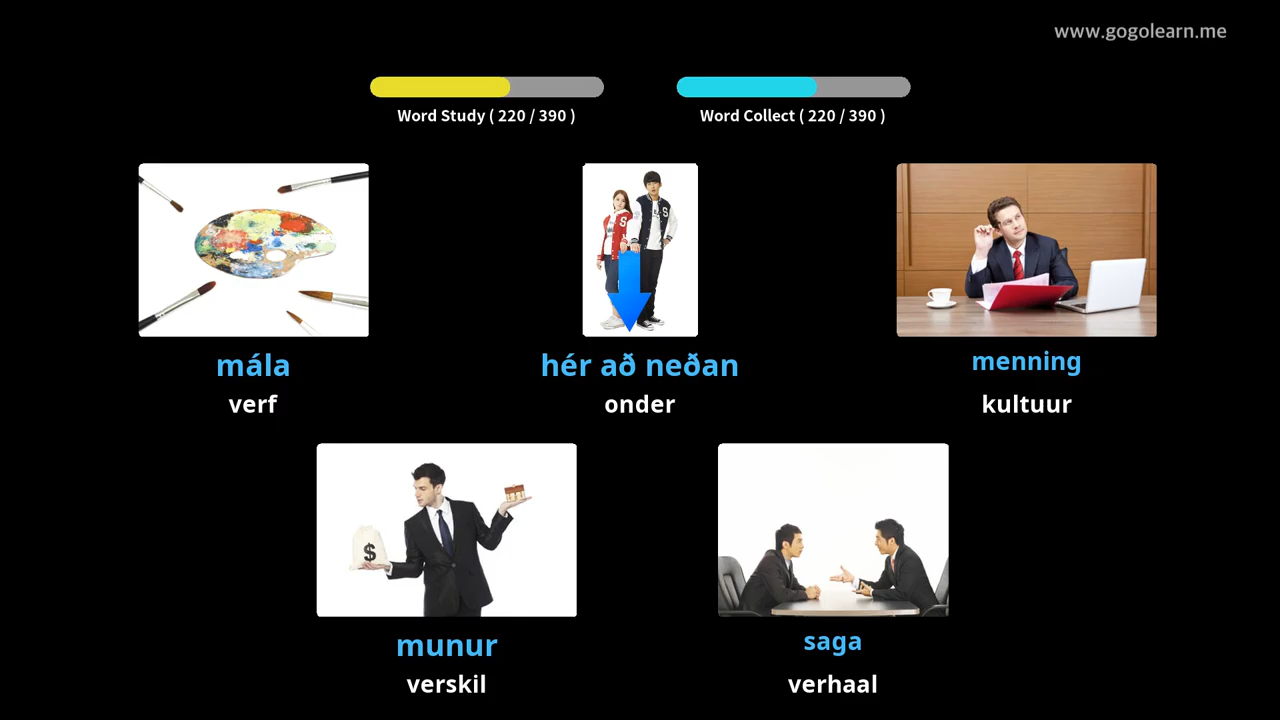 www.gogolearn.me
Word Study ( 220 / 390 )
Word Collect ( 220 / 390 )
mála
verf
hér að neðan
onder
menning
kultuur
S
S
$
munur
verskil
saga
verhaal